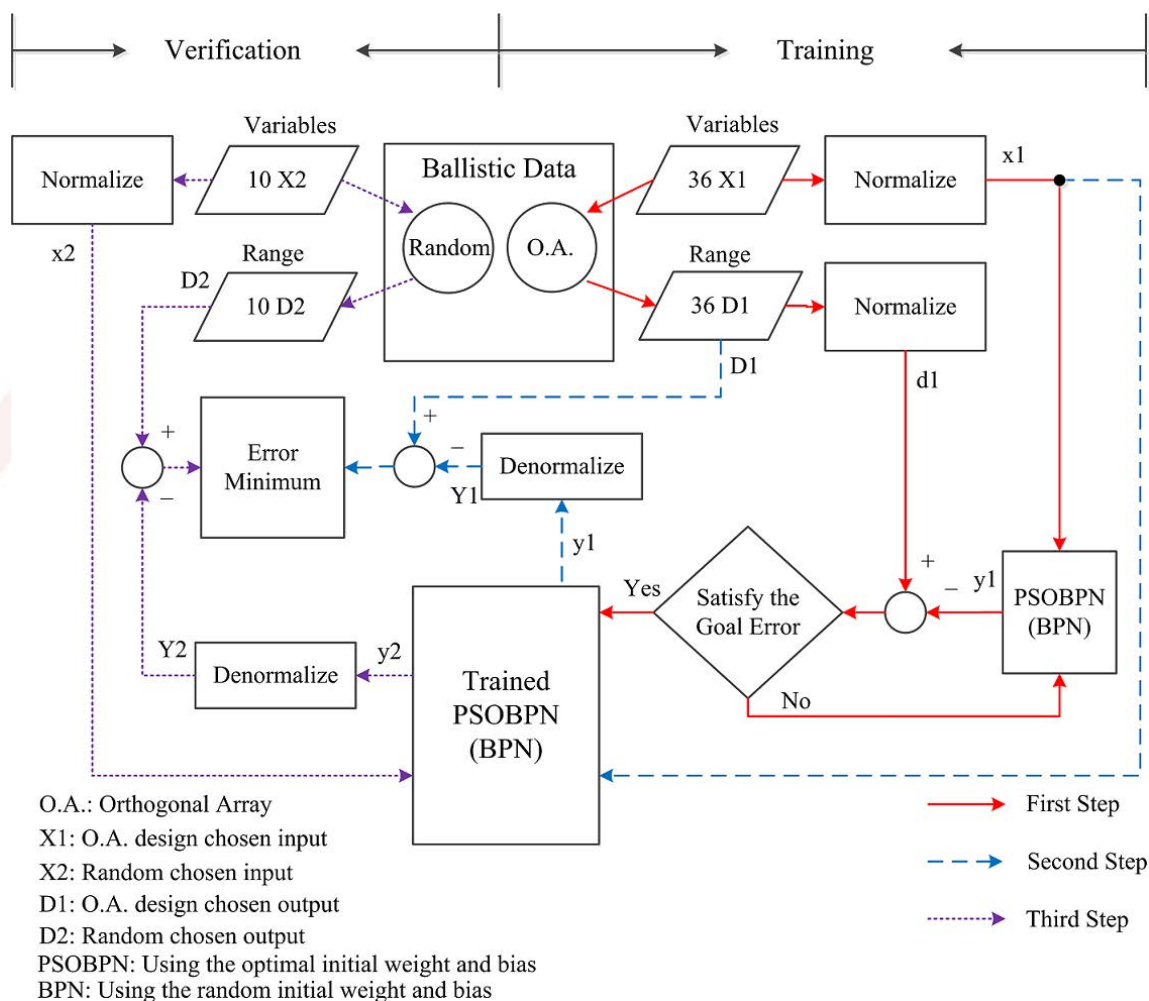 Verification
Training
Variables
Variables
Normalize
10 X2
Ballistic Data
36 X1
Normalize
x1
Random
O.A.
x2
Range
Range
D2
10 D2
36 D1
Normalize
D1
d1
+
+
Error
Minimum
–
Denormalize
–
Y1
y1
Yes
Satisfy the
Goal Error
+
–
y1
PSOBPN
(BPN)
Y2
Denormalize
y2
Trained
PSOBPN
(BPN)
No
O.A.: Orthogonal Array
X1: O.A. design chosen input
X2: Random chosen input
D1: O.A. design chosen output
D2: Random chosen output
PSOBPN: Using the optimal initial weight and bias
BPN: Using the random initial weight and bias
First Step
Second Step
Third Step